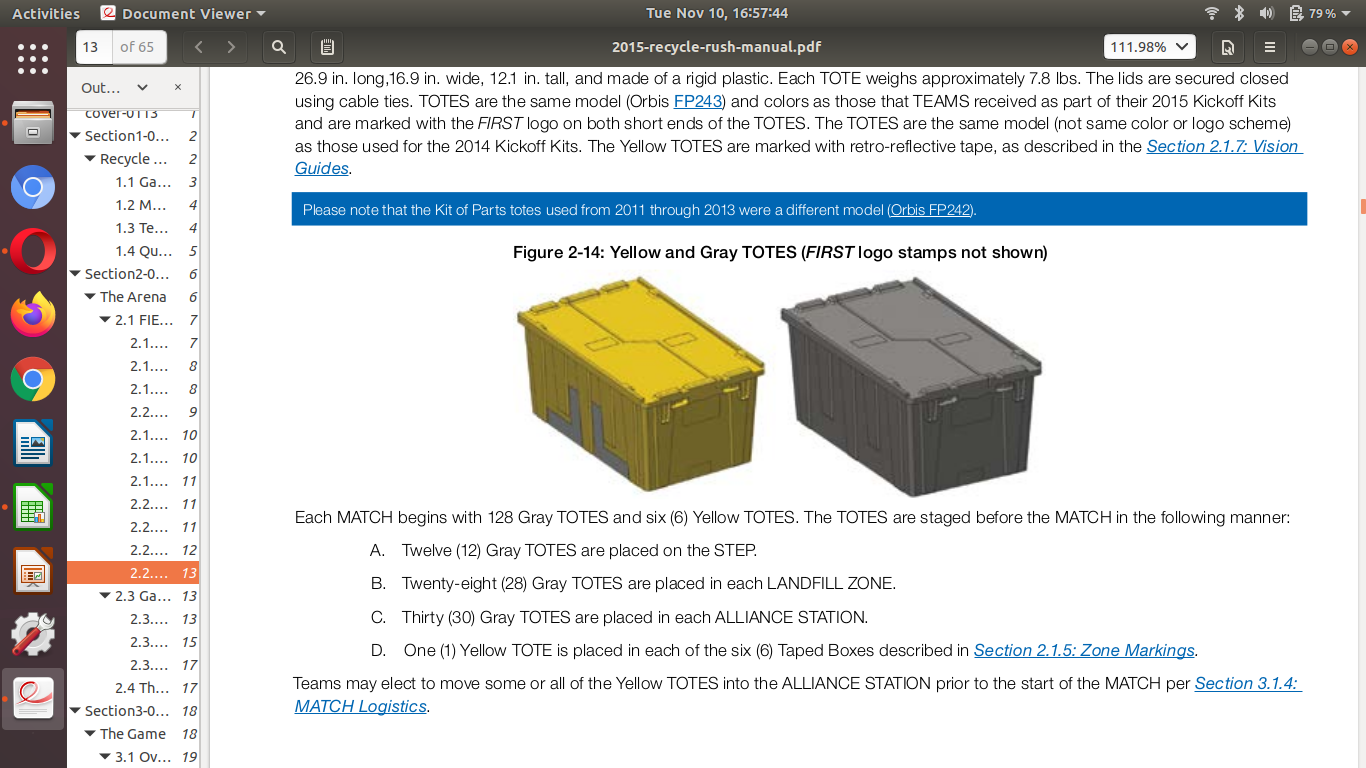 Activities
Document Viewer
Tue Nov 10, 16:57:44
79 %
13
of 65
2015-recycle-rush-manual.pdf
111.98%
Out…
cover-0113 1
Section1-0… 2
Recycle … 2
1.1 Ga… 3
1.2 M… 4
1.3 Te… 4
1.4 Qu… 5
Section2-0… 6
The Arena 6
2.1 FIE… 7
2.1.… 7
2.1.… 8
2.1.… 8
2.2.… 9
2.1.… 10
2.1.… 10
2.1.… 11
2.2.… 11
2.2.… 11
2.2.… 12
2.2.… 13
2.3 Ga… 13
2.3.… 13
2.3.… 15
2.3.… 17
2.4 Th… 17
Section3-0… 18
The Game 18
3.1 Ov… 19
26.9 in. long,16.9 in. wide, 12.1 in. tall, and made of a rigid plastic. Each TOTE weighs approximately 7.8 lbs. The lids are secured closed
using cable ties. TOTES are the same model (Orbis FP243) and colors as those that TEAMS received as part of their 2015 Kickoff Kits
and are marked with the FIRST logo on both short ends of the TOTES. The TOTES are the same model (not same color or logo scheme)
as those used for the 2014 Kickoff Kits. The Yellow TOTES are marked with retro-reflective tape, as described in the Section 2.1.7: Vision
Guides.
Please note that the Kit of Parts totes used from 2011 through 2013 were a different model (Orbis FP242).
Figure 2-14: Yellow and Gray TOTES (FIRST logo stamps not shown)
Each MATCH begins with 128 Gray TOTES and six (6) Yellow TOTES. The TOTES are staged before the MATCH in the following manner:
A. Twelve (12) Gray TOTES are placed on the STEP.
B. Twenty-eight (28) Gray TOTES are placed in each LANDFILL ZONE.
C. Thirty (30) Gray TOTES are placed in each ALLIANCE STATION.
D. One (1) Yellow TOTE is placed in each of the six (6) Taped Boxes described in Section 2.1.5: Zone Markings.
Teams may elect to move some or all of the Yellow TOTES into the ALLIANCE STATION prior to the start of the MATCH per Section 3.1.4:
MATCH Logistics.